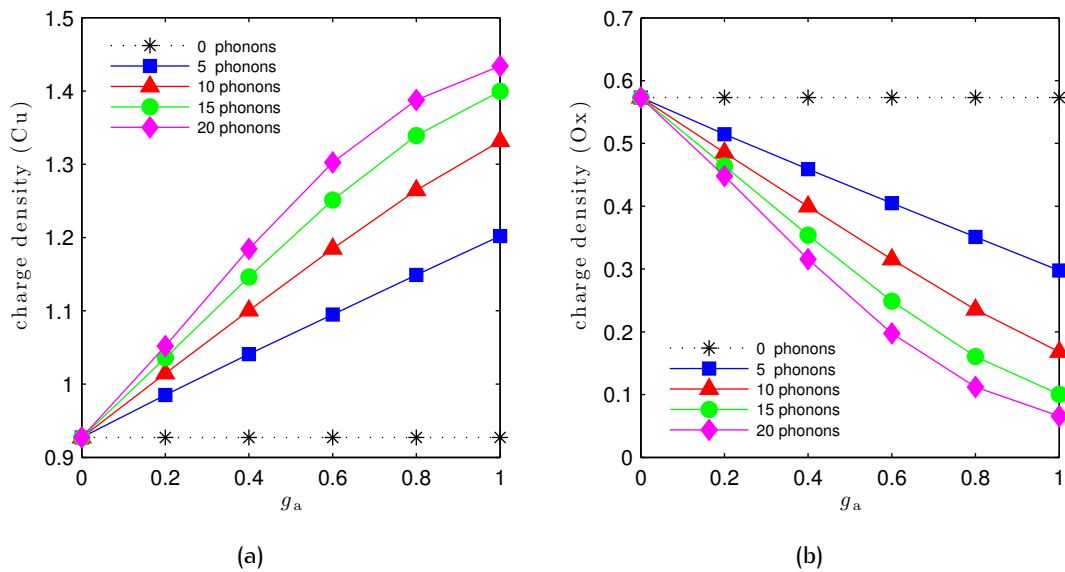 1.5
1.4
1.3
1.2
1.1
1
0.9
charge density (Cu)
0 phonons
5 phonons
10 phonons
15 phonons
20 phonons
0 0.2 0.4 0.6 0.8 1
g_a
(a)
0.7
0.6
0.5
0.4
0.3
0.2
0.1
0
charge density (Ox)
0 phonons
5 phonons
10 phonons
15 phonons
20 phonons
0 0.2 0.4 0.6 0.8 1
g_a
(b)